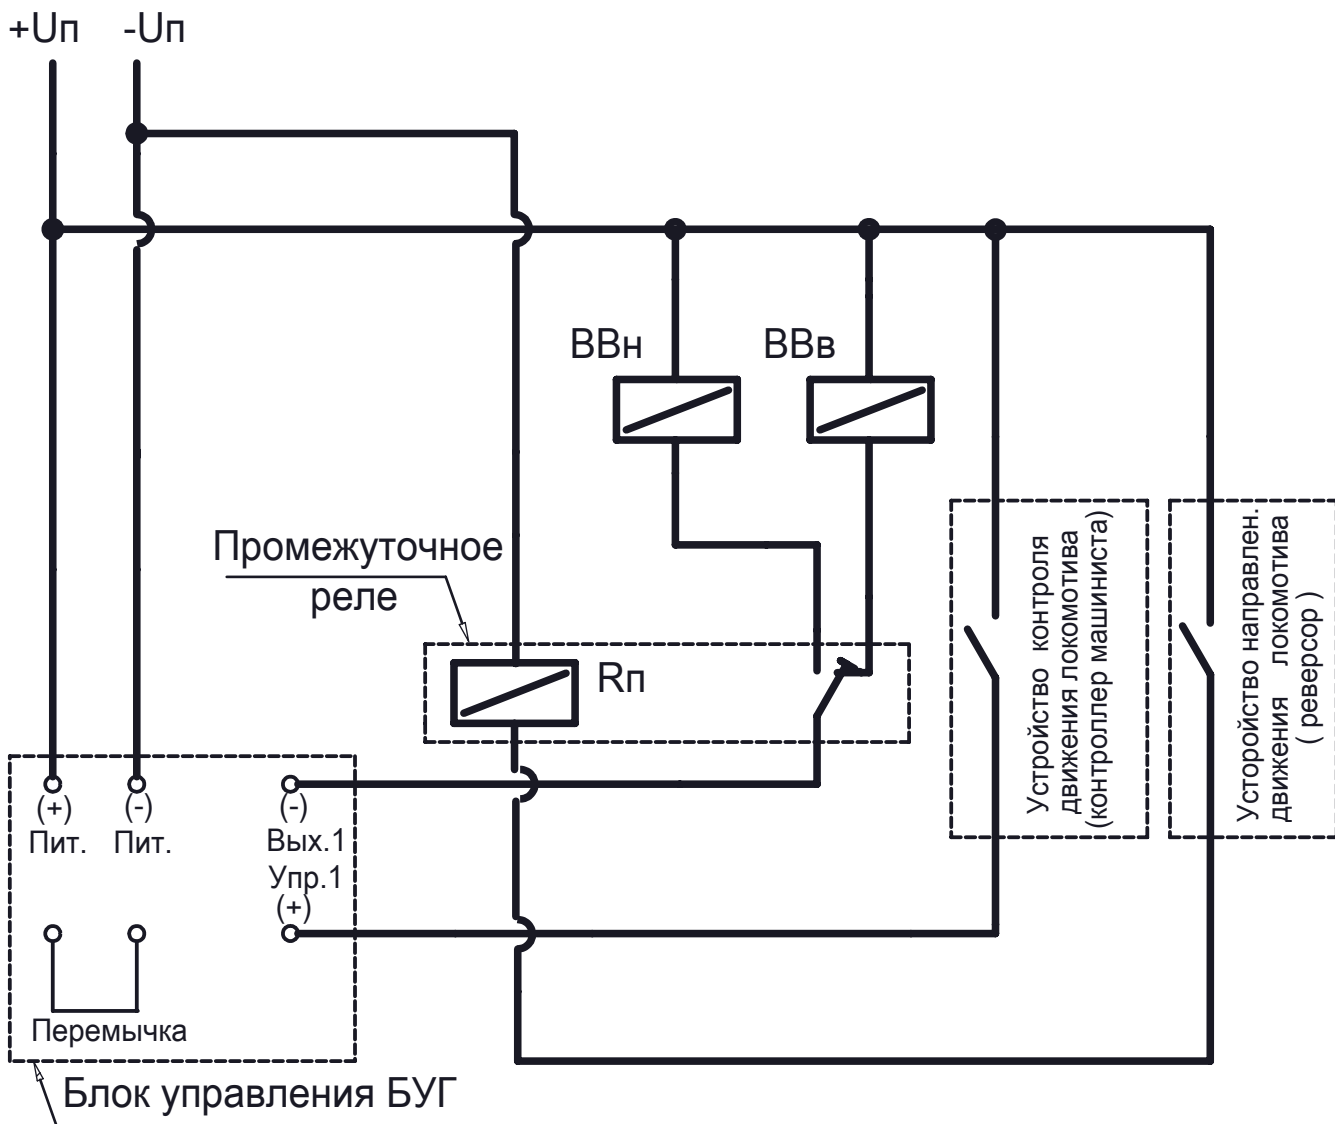 +Uп -Uп
ВВн ВВв
Промежуточное
реле
Rп
Устройство контроля
движения локомотива
(контроллер машиниста)
Усторойство направлен.
движения локомотива
( реверсор )
(+) (-) (-)
Пит. Пит. Вых.1
Упр.1
(+)
Перемычка
Блок управления БУГ